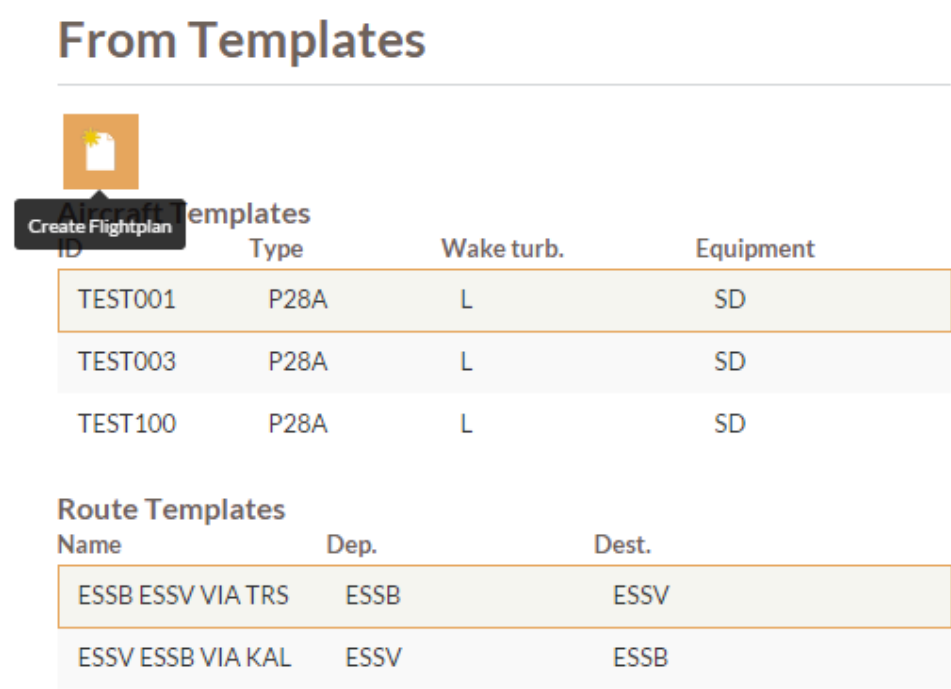 From Templates
Aircraft Templates
Create Flightplan
ID Type Wake turb. Equipment
TEST001 P28A L SD
TEST003 P28A L SD
TEST100 P28A L SD
Route Templates
Name Dep. Dest.
ESSB ESSV VIA TRS ESSB ESSV
ESSV ESSB VIA KAL ESSV ESSB